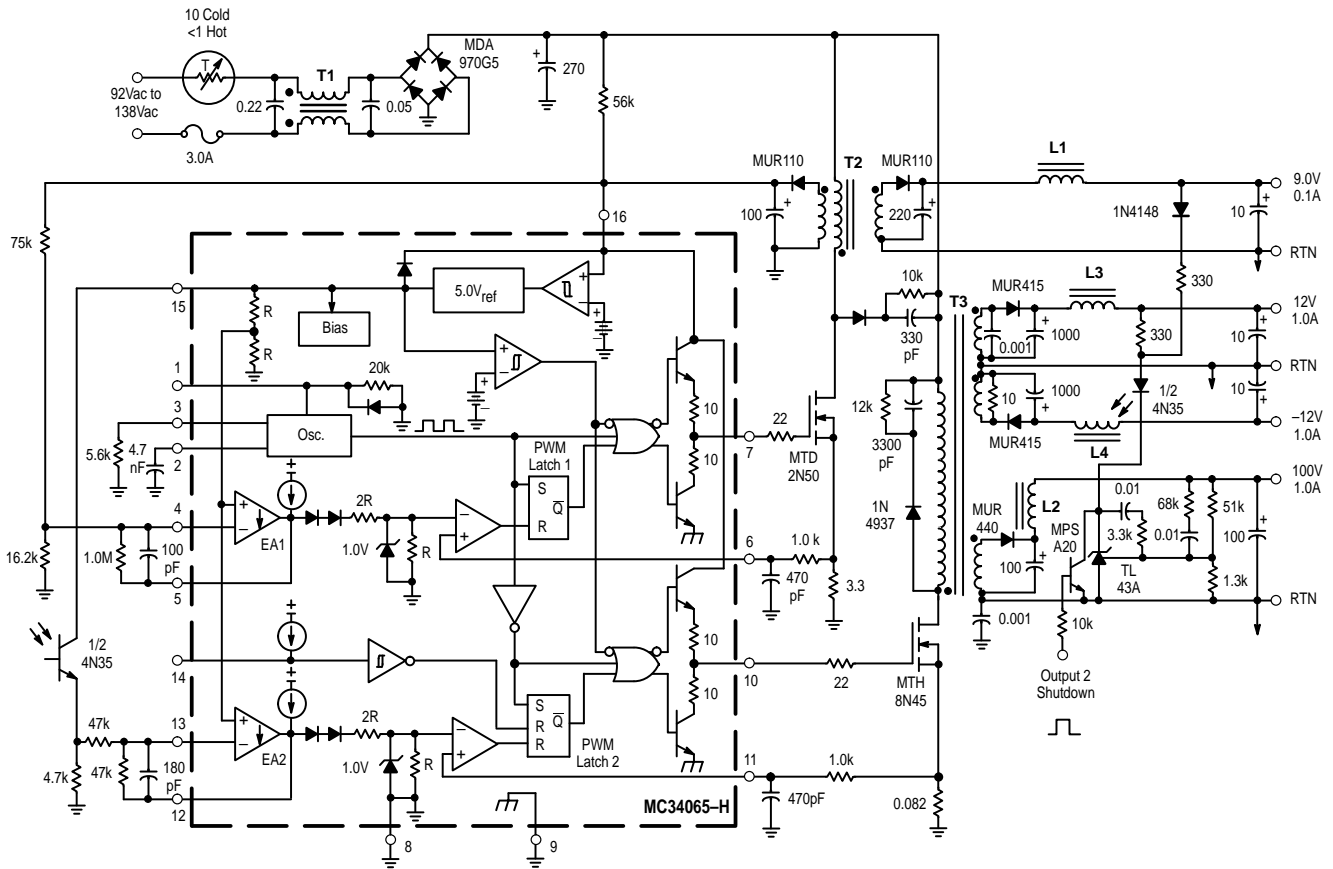 10 Cold
<1 Hot
T
T1
MDA
970G5
+
270
92Vac to
138Vac
0.22
0.05
3.0A
56k
MUR110
T2
MUR110
L1
9.0V
0.1A
100
+
220
+
1N4148
10
+
RTN
75k
16
15
R
R
Bias
5.0Vref
+
–
+
–
10k
330
pF
T3
MUR415
L3
330
12V
1.0A
0.001
+
1000
330
10
+
RTN
1
3
5.6k
4.7
nF
2
20k
Osc.
+
–
+
–
10
10
7
22
MTD
2N50
12k
3300
pF
1N
4937
10
1000
+
MUR415
L4
1/2
4N35
10
+
–12V
1.0A
PWM
Latch 1
S
Q
R
+
4
+
–
EA1
2R
1.0V
R
–
+
16.2k
1.0M
100
pF
5
6
1.0 k
470
pF
3.3
MUR
440
L2
100
+
MPS
A20
0.01
68k
51k
3.3k
0.01
TL
43A
1.3k
100
+
100V
1.0A
RTN
0.001
10k
Output 2
Shutdown
1/2
4N35
14
+
10
10
10
22
MTH
8N45
S
Q
R
R
PWM
Latch 2
47k
13
+
–
EA2
2R
1.0V
R
–
+
4.7k
47k
180
pF
12
11
1.0k
470pF
0.082
MC34065–H
8
9